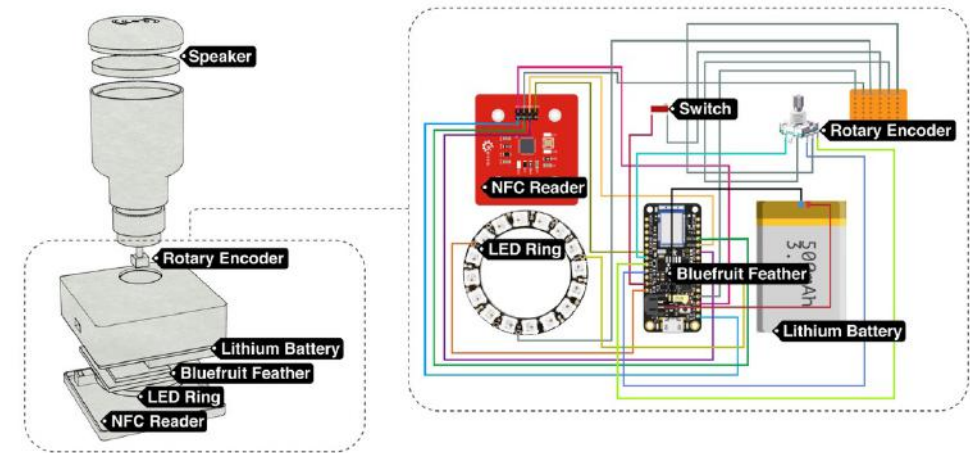 Speaker
Rotary Encoder
Lithium Battery
Bluefruit Feather
LED Ring
NFC Reader
Switch
Rotary Encoder
NFC Reader
LED Ring
Bluefruit Feather
Lithium Battery